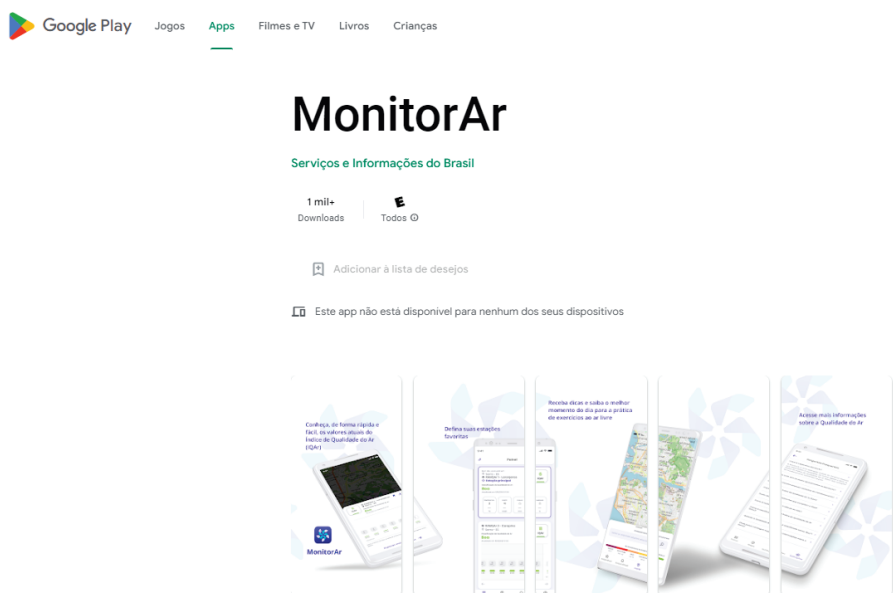 Google Play
Jogos
Apps
Filmes e TV
Livros
Crianças
MonitorAr
Serviços e Informações do Brasil
1 mil+
Downloads
E
Todos
Adicionar à lista de desejos
Este app não está disponível para nenhum dos seus dispositivos
Conheça, de forma rápida e
fácil, os valores atuais do
Índice de Qualidade do Ar
(IQAr)
MonitorAr
Defina suas estações
favoritas
Receba dicas e saiba o melhor
momento do dia para a prática
de exercícios ao ar livre
Acesse mais informações
sobre a Qualidade do Ar